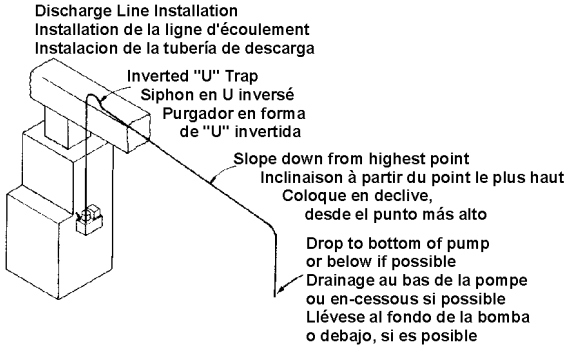 Discharge Line Installation
Installation de la ligne d'écoulement
Instalacion de la tubería de descarga
Inverted "U" Trap
Siphon en U inversé
Purgador en forma
de "U" invertida
Slope down from highest point
Inclinaison à partir du point le plus haut
Coloque en declive,
desde el punto más alto
Drop to bottom of pump
or below if possible
Drainage au bas de la pompe
ou en-cessous si possible
Llévese al fondo de la bomba
o debajo, si es posible